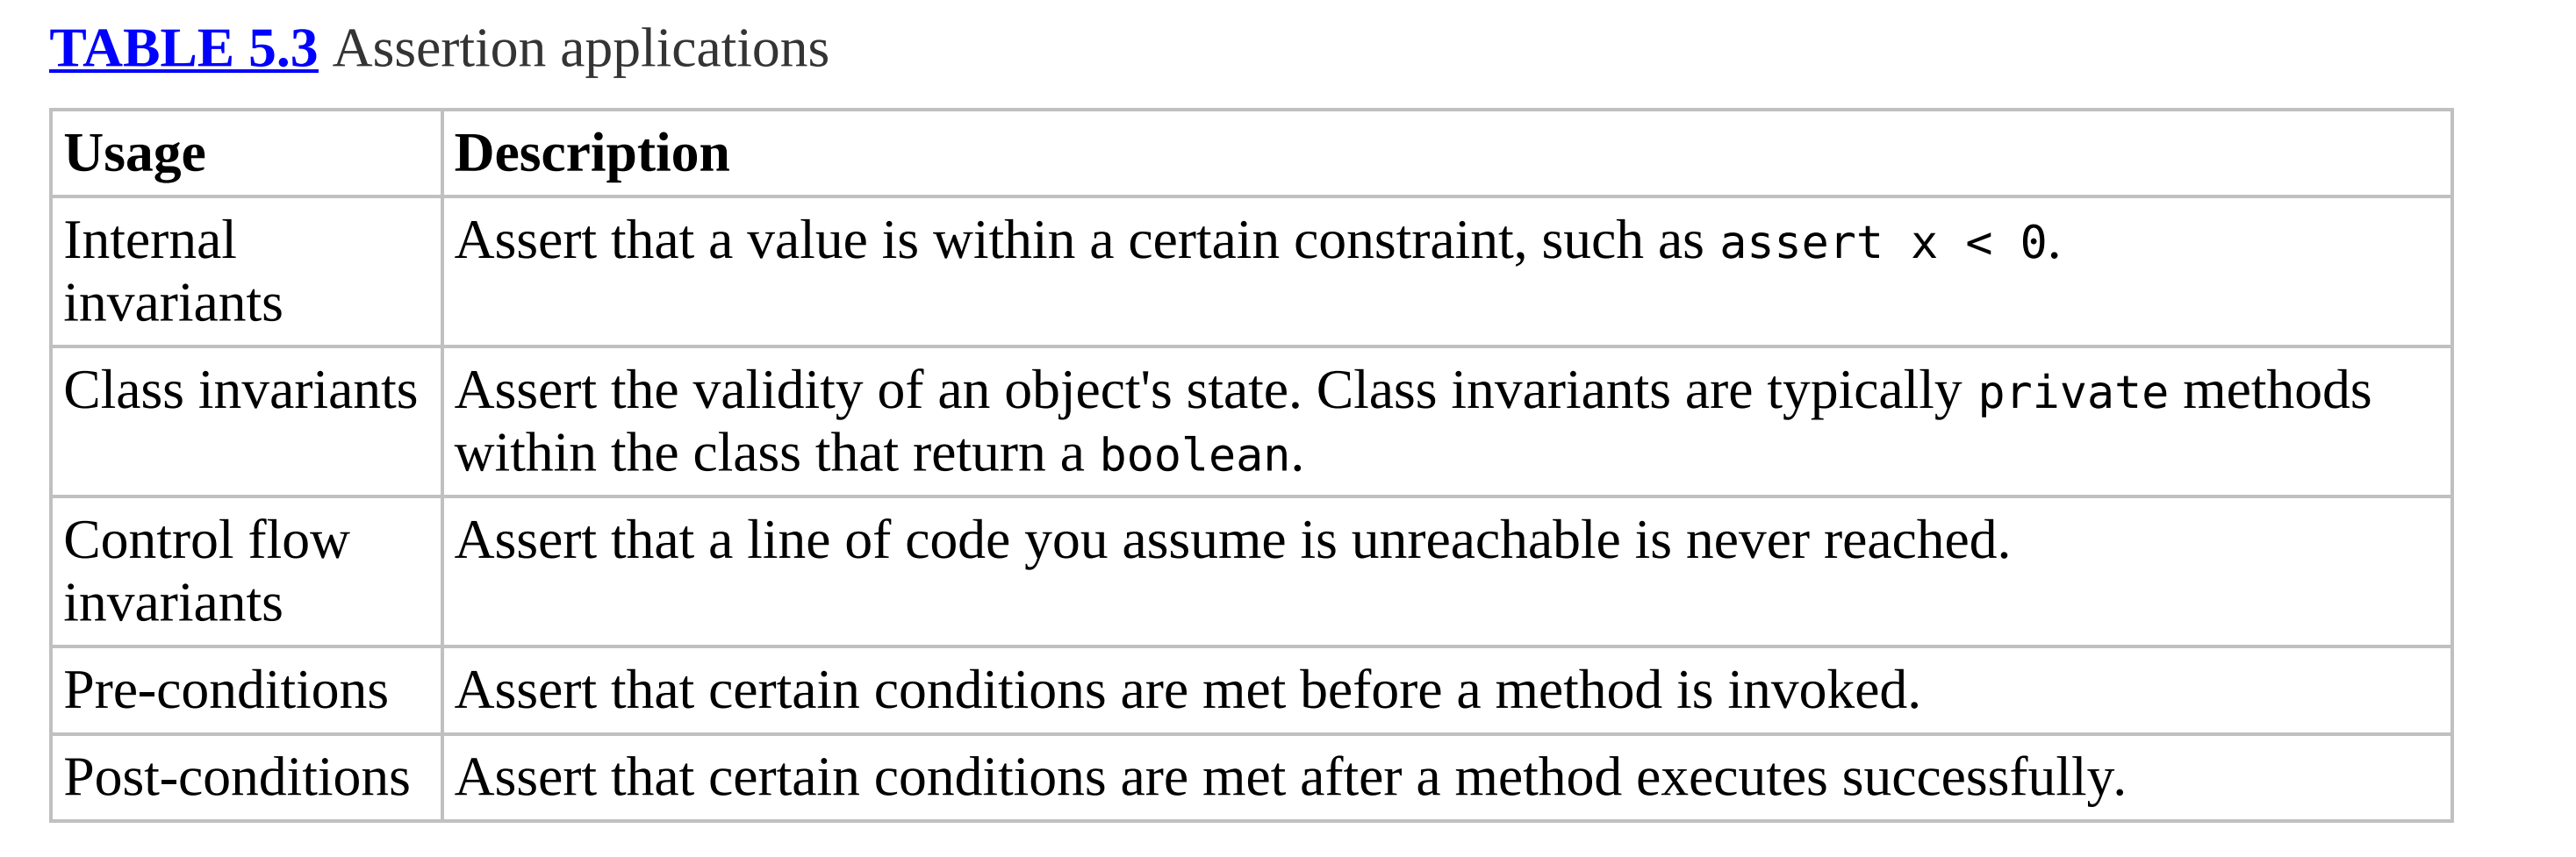 TABLE 5.3 Assertion applications
Usage Description
Internal invariants Assert that a value is within a certain constraint, such as assert x < 0.
Class invariants Assert the validity of an object's state. Class invariants are typically private methods
within the class that return a boolean.
Control flow invariants Assert that a line of code you assume is unreachable is never reached.
Pre-conditions Assert that certain conditions are met before a method is invoked.
Post-conditions Assert that certain conditions are met after a method executes successfully.